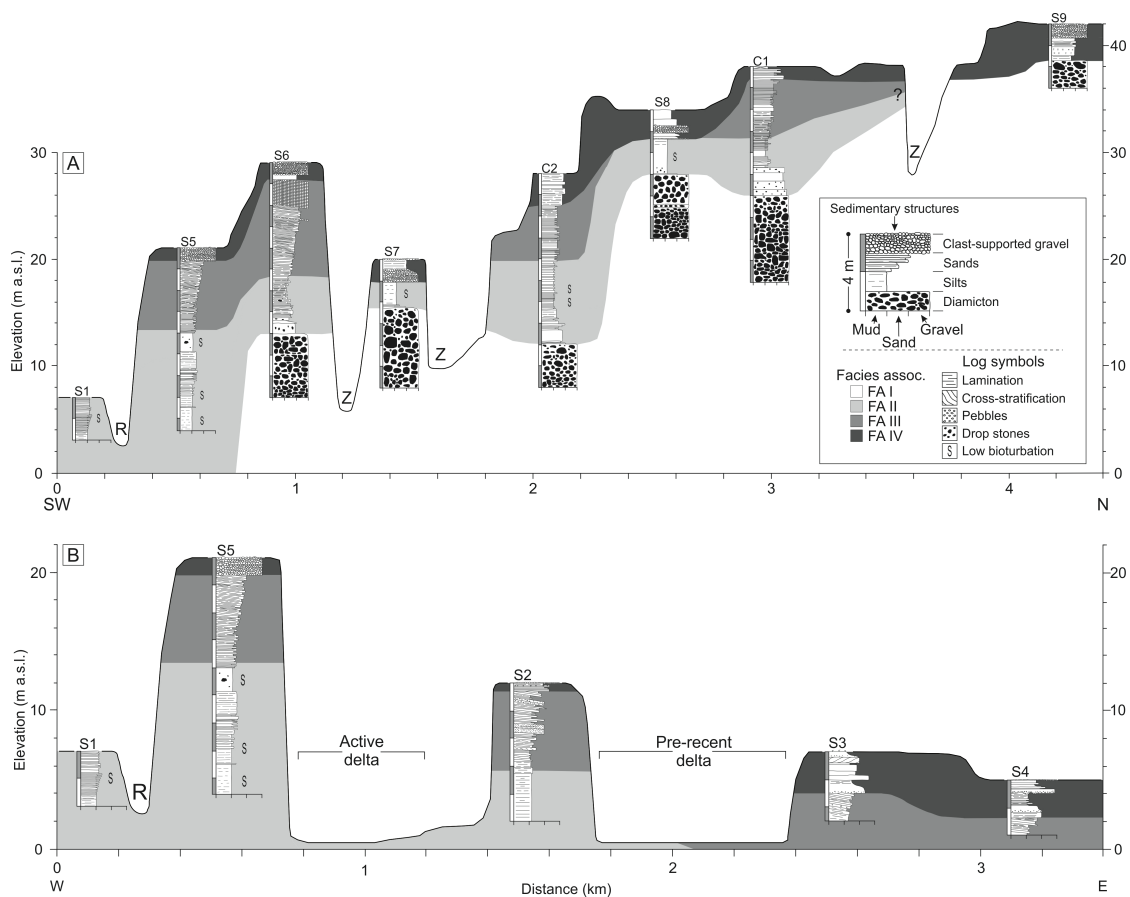 A
S1
R
S5
S6
Z
S7
Z
C2
S8
C1
?
Z
S9
S
S
S
S
S
S
S
S
Elevation (m a.s.l.)
30
20
10
0
40
30
20
10
0
0 1 2 3 4
SW N
Sedimentary structures
4 m
Clast-supported gravel
Sands
Silts
Diamicton
Mud Gravel
Sand
Facies assoc.
FA I
FA II
FA III
FA IV
Log symbols
Lamination
Cross-stratification
Pebbles
Drop stones
S Low bioturbation
B
S1
R
S5
Active
delta
S2
Pre-recent
delta
S3
S4
S
S
S
S
Elevation (m a.s.l.)
20
10
0
20
10
0
0 1 2 3
W Distance (km) E